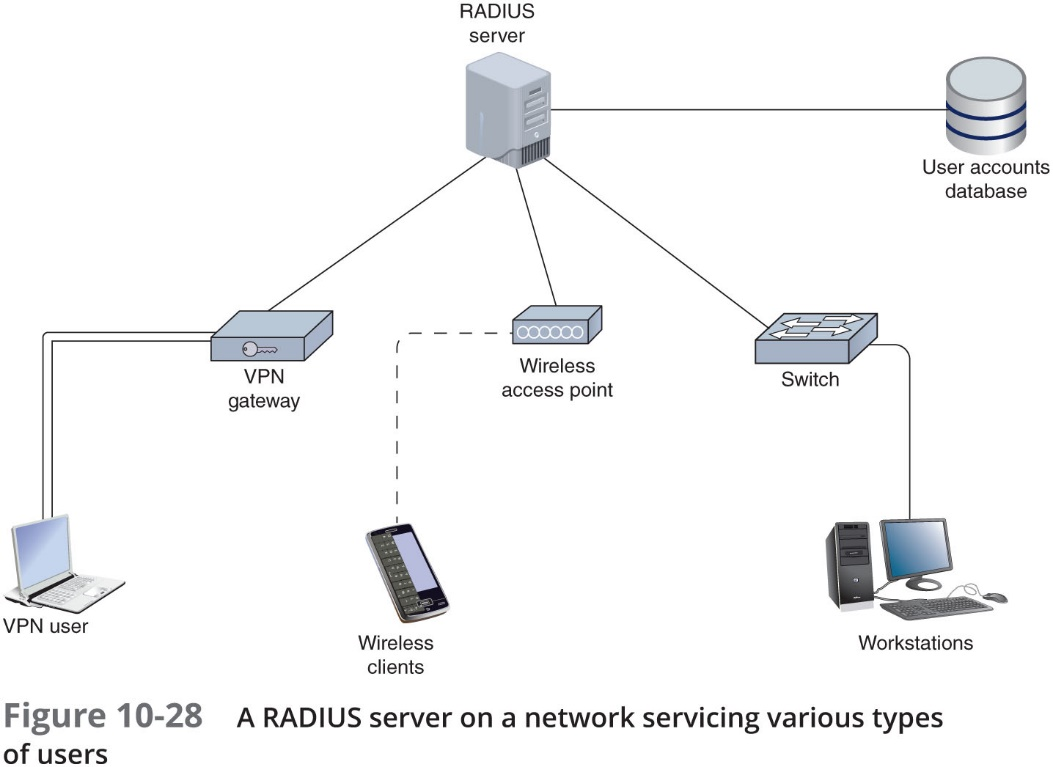 RADIUS
server
User accounts
database
VPN
gateway
Wireless
access point
Switch
VPN user
Wireless
clients
Workstations
Figure 10-28 A RADIUS server on a network servicing various types
of users